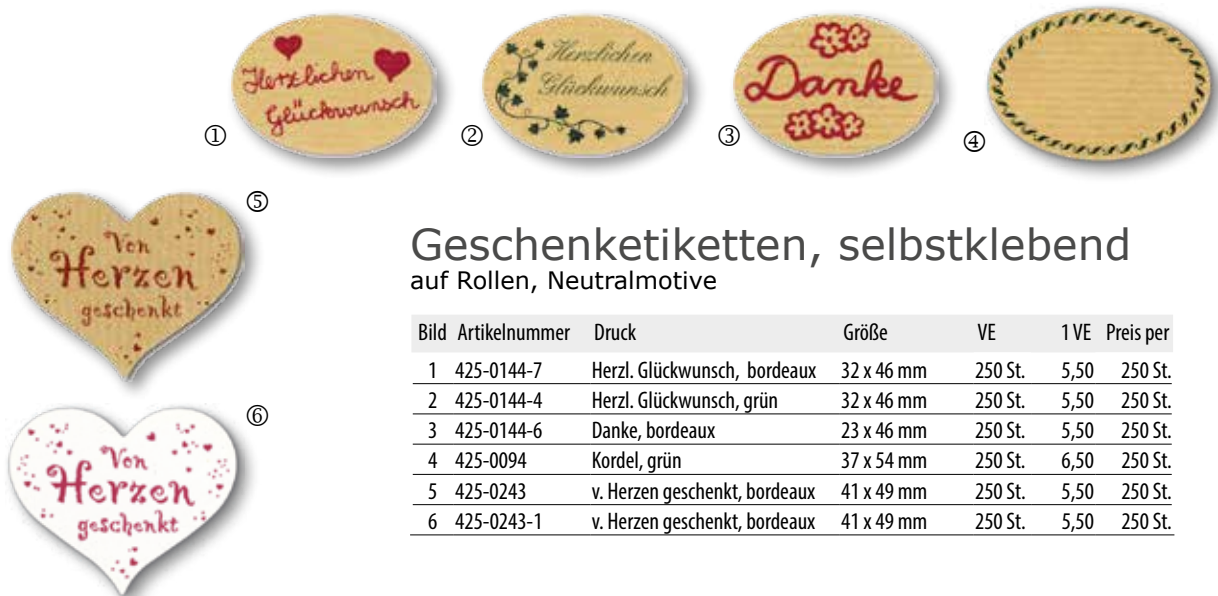 Herzlichen
Glückwunsch
①
Herzlichen
Glückwunsch
②
Danke
③
④
Von
Herzen
geschenkt
⑤
Von
Herzen
geschenkt
⑥
Geschenketiketten, selbstklebend
auf Rollen, Neutralmotive
Bild Artikelnummer Druck Größe VE 1 VE Preis per
1 425-0144-7 Herzl. Glückwunsch, bordeaux 32 x 46 mm 250 St. 5,50 250 St.
2 425-0144-4 Herzl. Glückwunsch, grün 32 x 46 mm 250 St. 5,50 250 St.
3 425-0144-6 Danke, bordeaux 23 x 46 mm 250 St. 5,50 250 St.
4 425-0094 Kordel, grün 37 x 54 mm 250 St. 6,50 250 St.
5 425-0243 v. Herzen geschenkt, bordeaux 41 x 49 mm 250 St. 5,50 250 St.
6 425-0243-1 v. Herzen geschenkt, bordeaux 41 x 49 mm 250 St. 5,50 250 St.